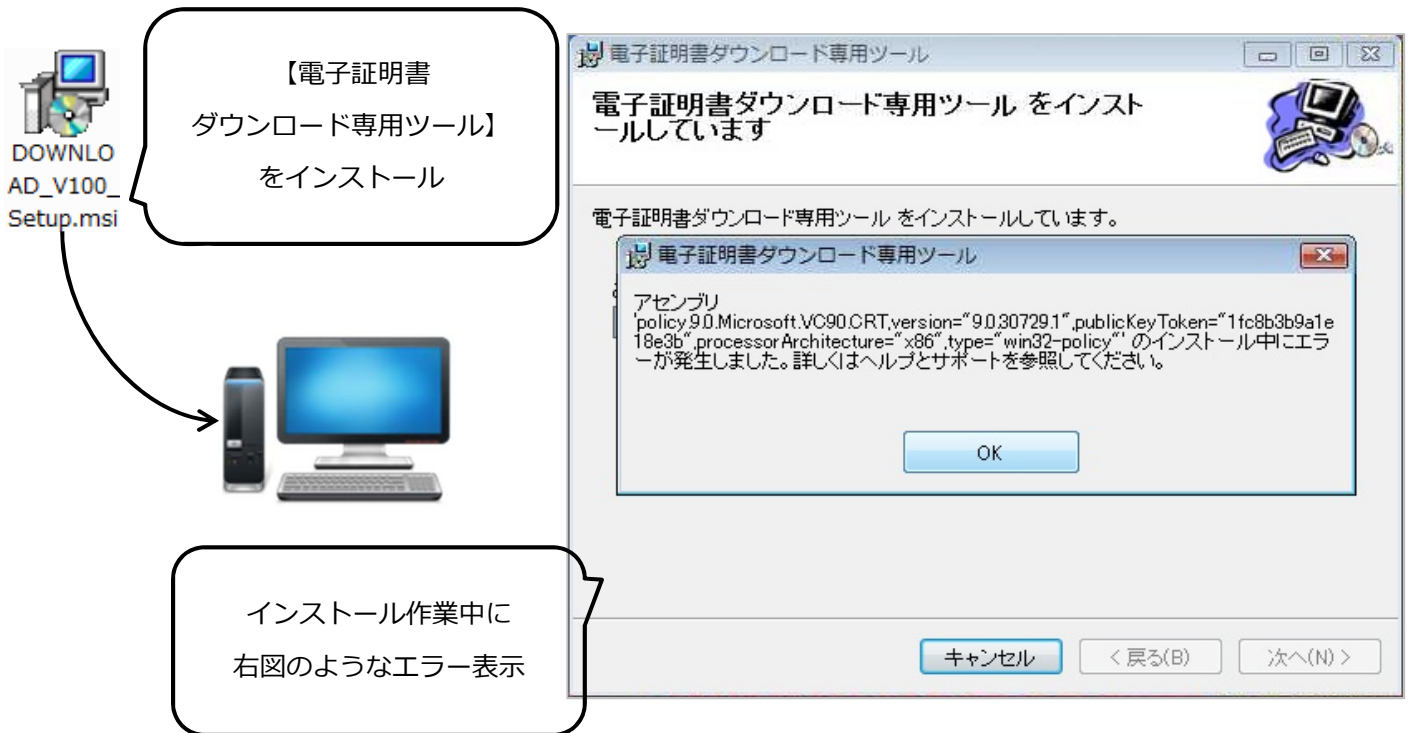 DOWNLO
AD_V100_
Setup.msi
【電子証明書
ダウンロード専用ツール】
をインストール
電子証明書ダウンロード専用ツール
電子証明書ダウンロード専用ツール をインスト
ールしています
電子証明書ダウンロード専用ツール をインストールしています。
電子証明書ダウンロード専用ツール
アセンブリ
'policy.9.0.Microsoft.VC90.CRT,version="9.0.30729.1",publicKeyToken="1fc8b3b9a1e
18e3b",processorArchitecture="x86",type="win32-policy"' のインストール中にエラ
ーが発生しました。詳しくはヘルプとサポートを参照してください。
OK
キャンセル
< 戻る(B)
次へ(N) >
インストール作業中に
右図のようなエラー表示